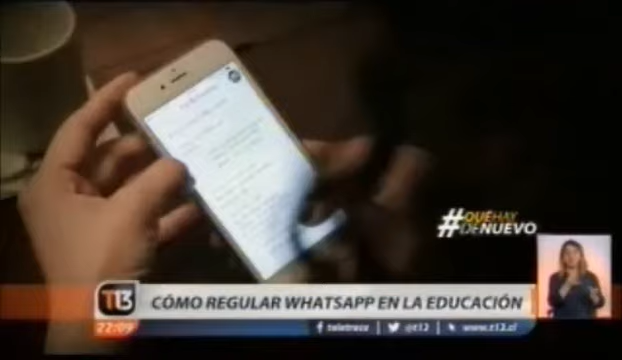 #QUÉHAY
DENUEVO
T13
CÓMO REGULAR WHATSAPP EN LA EDUCACIÓN
22:09
teletrece
@t13
www.t13.cl